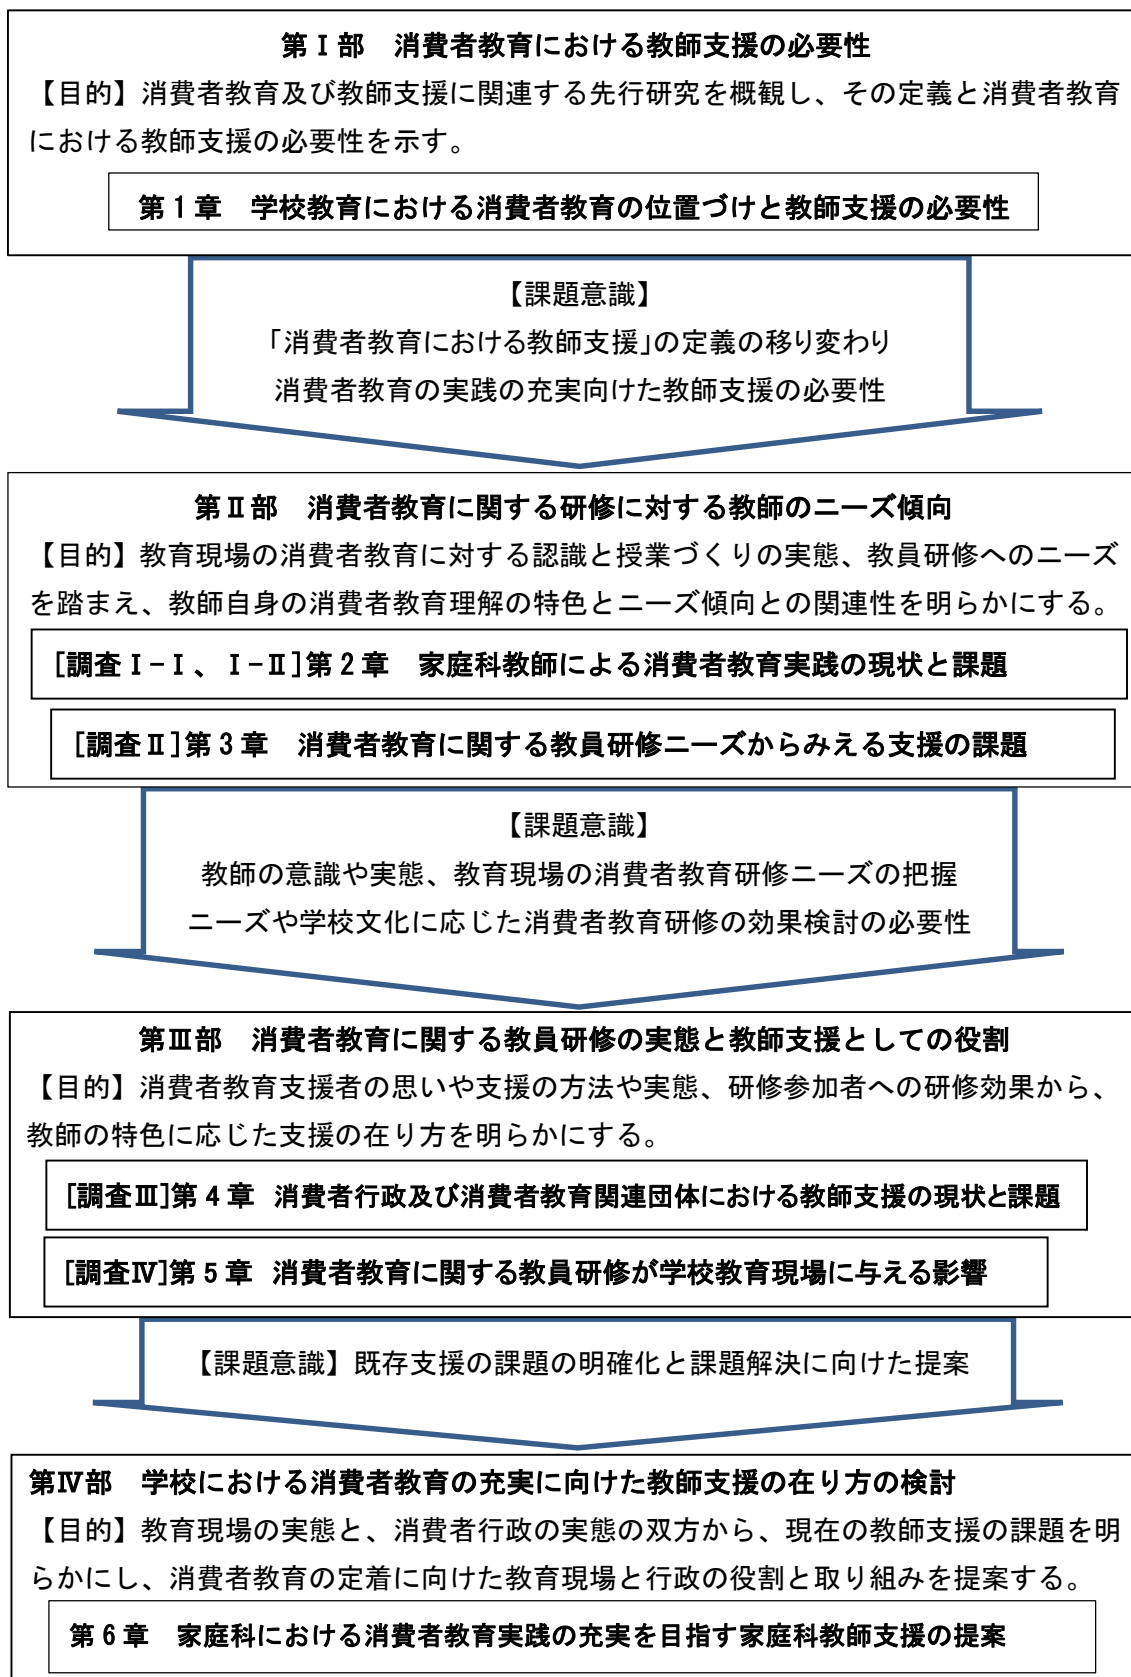 第Ⅰ部　消費者教育における教師支援の必要性
【目的】消費者教育及び教師支援に関連する先行研究を概観し、その定義と消費者教育
における教師支援の必要性を示す。
第1章　学校教育における消費者教育の位置づけと教師支援の必要性
【課題意識】
「消費者教育における教師支援」の定義の移り変わり
消費者教育の実践の充実向けた教師支援の必要性
第Ⅱ部　消費者教育に関する研修に対する教師のニーズ傾向
【目的】教育現場の消費者教育に対する認識と授業づくりの実態、教員研修へのニーズ
を踏まえ、教師自身の消費者教育理解の特色とニーズ傾向との関連性を明らかにする。
[調査Ⅰ-Ⅰ、Ⅰ-Ⅱ]第2章　家庭科教師による消費者教育実践の現状と課題
[調査Ⅱ]第3章　消費者教育に関する教員研修ニーズからみえる支援の課題
【課題意識】
教師の意識や実態、教育現場の消費者教育研修ニーズの把握
ニーズや学校文化に応じた消費者教育研修の効果検討の必要性
第Ⅲ部　消費者教育に関する教員研修の実態と教師支援としての役割
【目的】消費者教育支援者の思いや支援の方法や実態、研修参加者への研修効果から、
教師の特色に応じた支援の在り方を明らかにする。
[調査Ⅲ]第4章 消費者行政及び消費者教育関連団体における教師支援の現状と課題
[調査Ⅳ]第5章 消費者教育に関する教員研修が学校教育現場に与える影響
【課題意識】既存支援の課題の明確化と課題解決に向けた提案
第Ⅳ部　学校における消費者教育の充実に向けた教師支援の在り方の検討
【目的】教育現場の実態と、消費者行政の実態の双方から、現在の教師支援の課題を明
らかにし、消費者教育の定着に向けた教育現場と行政の役割と取り組みを提案する。
第6章　家庭科における消費者教育実践の充実を目指す家庭科教師支援の提案